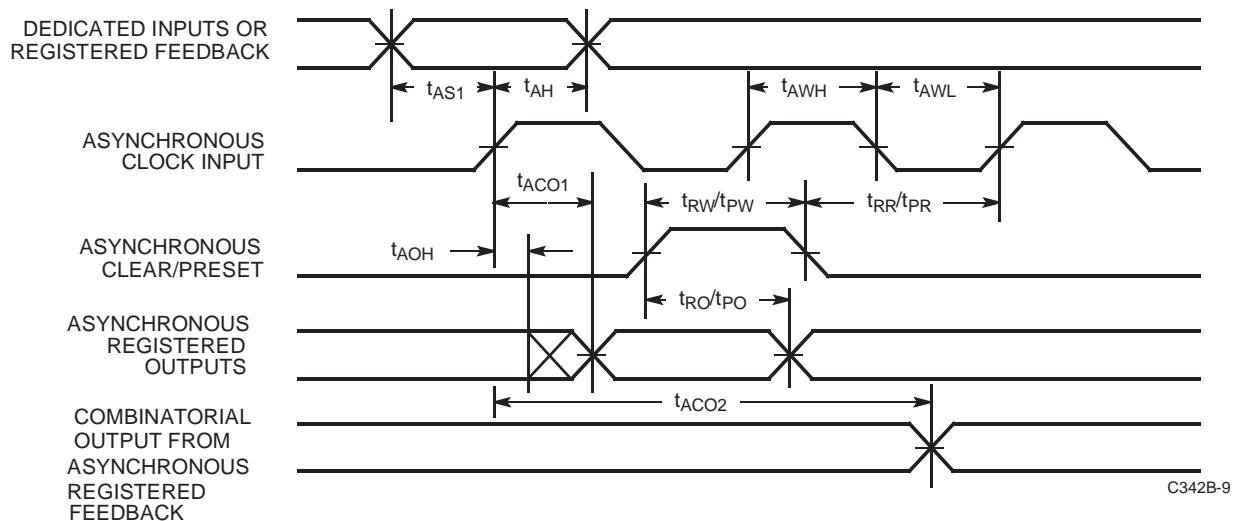 DEDICATED INPUTS OR
REGISTERED FEEDBACK
tAS1
tAH
tAWH
tAWL
ASYNCHRONOUS
CLOCK INPUT
tACO1
tRW/tPW
tRR/tPR
ASYNCHRONOUS
CLEAR/PRESET
tAOH
tRO/tPO
ASYNCHRONOUS
REGISTERED
OUTPUTS
tACO2
COMBINATORIAL
OUTPUT FROM
ASYNCHRONOUS
REGISTERED
FEEDBACK
C342B-9